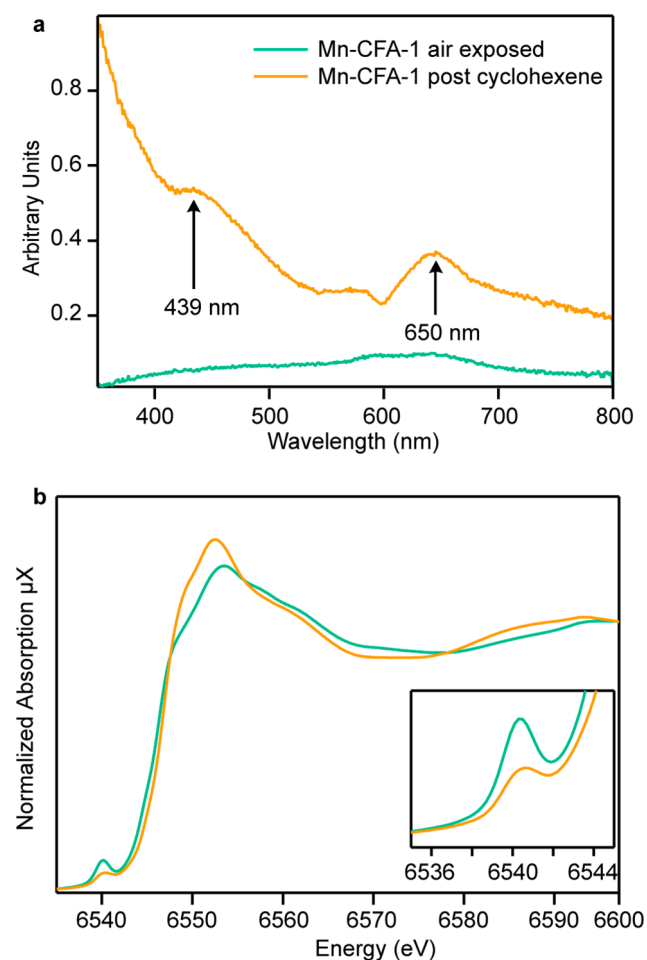 a
Mn-CFA-1 air exposed
Mn-CFA-1 post cyclohexene
Arbitrary Units
0.8
0.6
0.4
0.2
439 nm
650 nm
400 500 600 700 800
Wavelength (nm)
b
Normalized Absorption µX
6536 6540 6544
6540 6550 6560 6570 6580 6590 6600
Energy (eV)